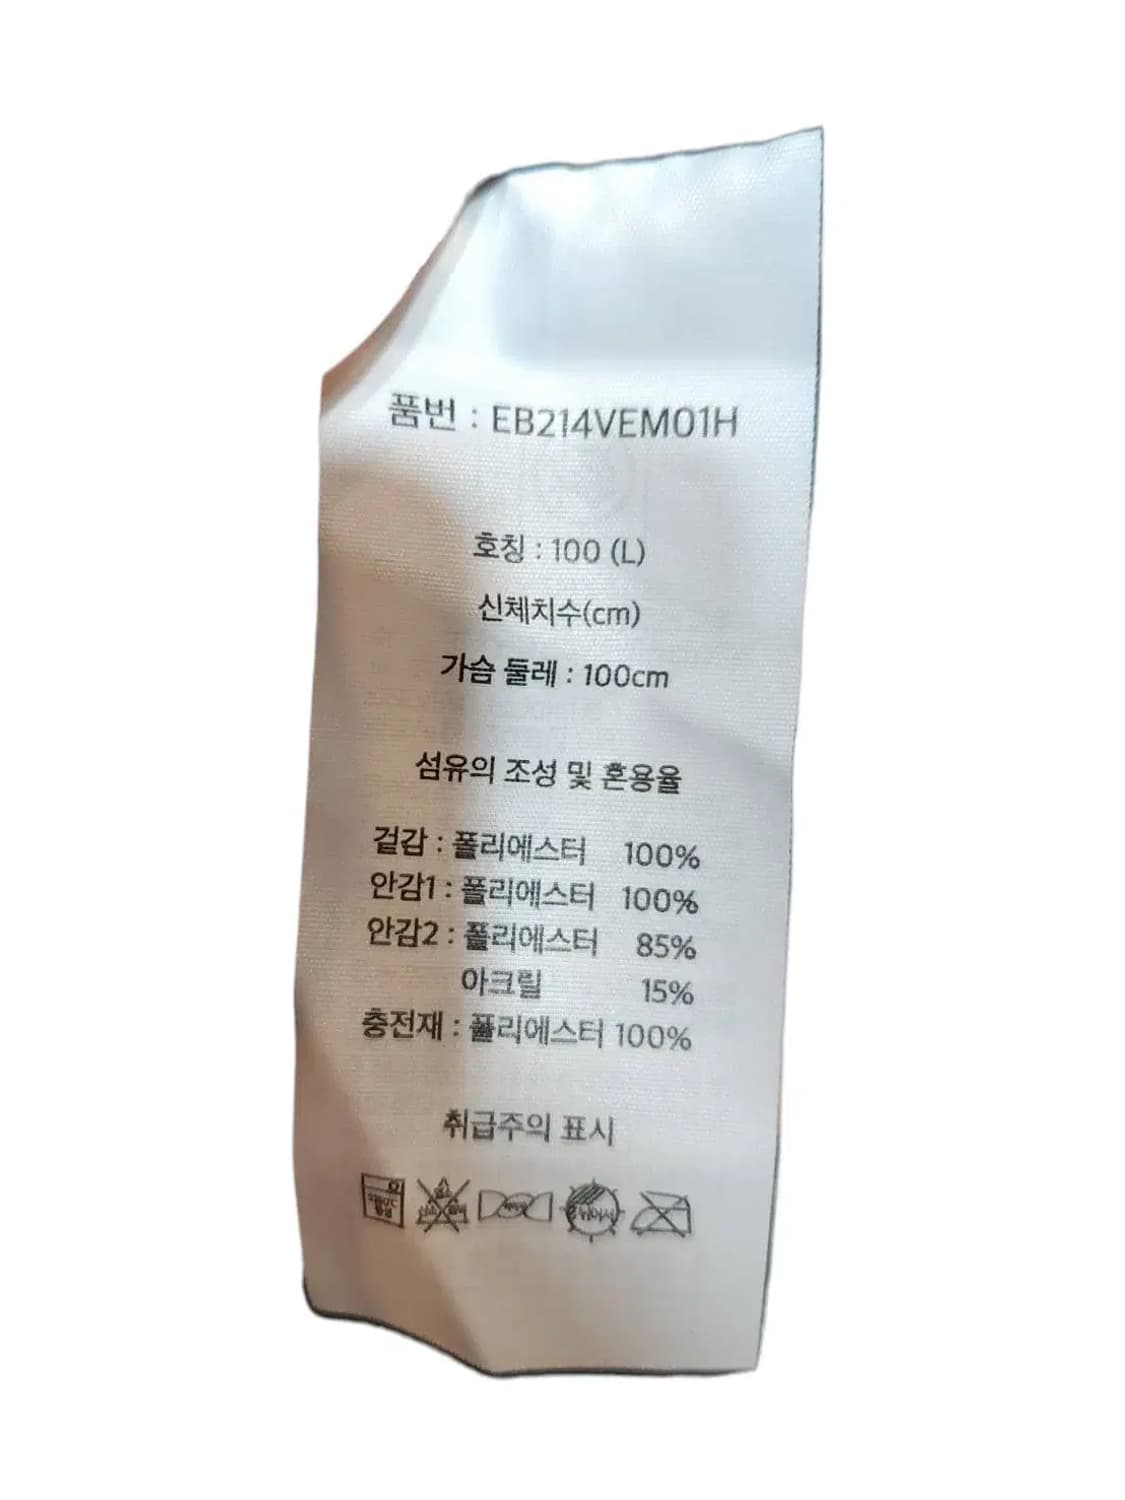 품번 : EB214VEM01H
호칭 : 100 (L)
신체치수(cm)
가슴 둘레 : 100cm
섬유의 조성 및 혼용율
겉감 : 폴리에스터 100%
안감1 : 폴리에스터 100%
안감2 : 폴리에스터 85%
아크릴 15%
충전재 : 폴리에스터 100%
취급주의 표시